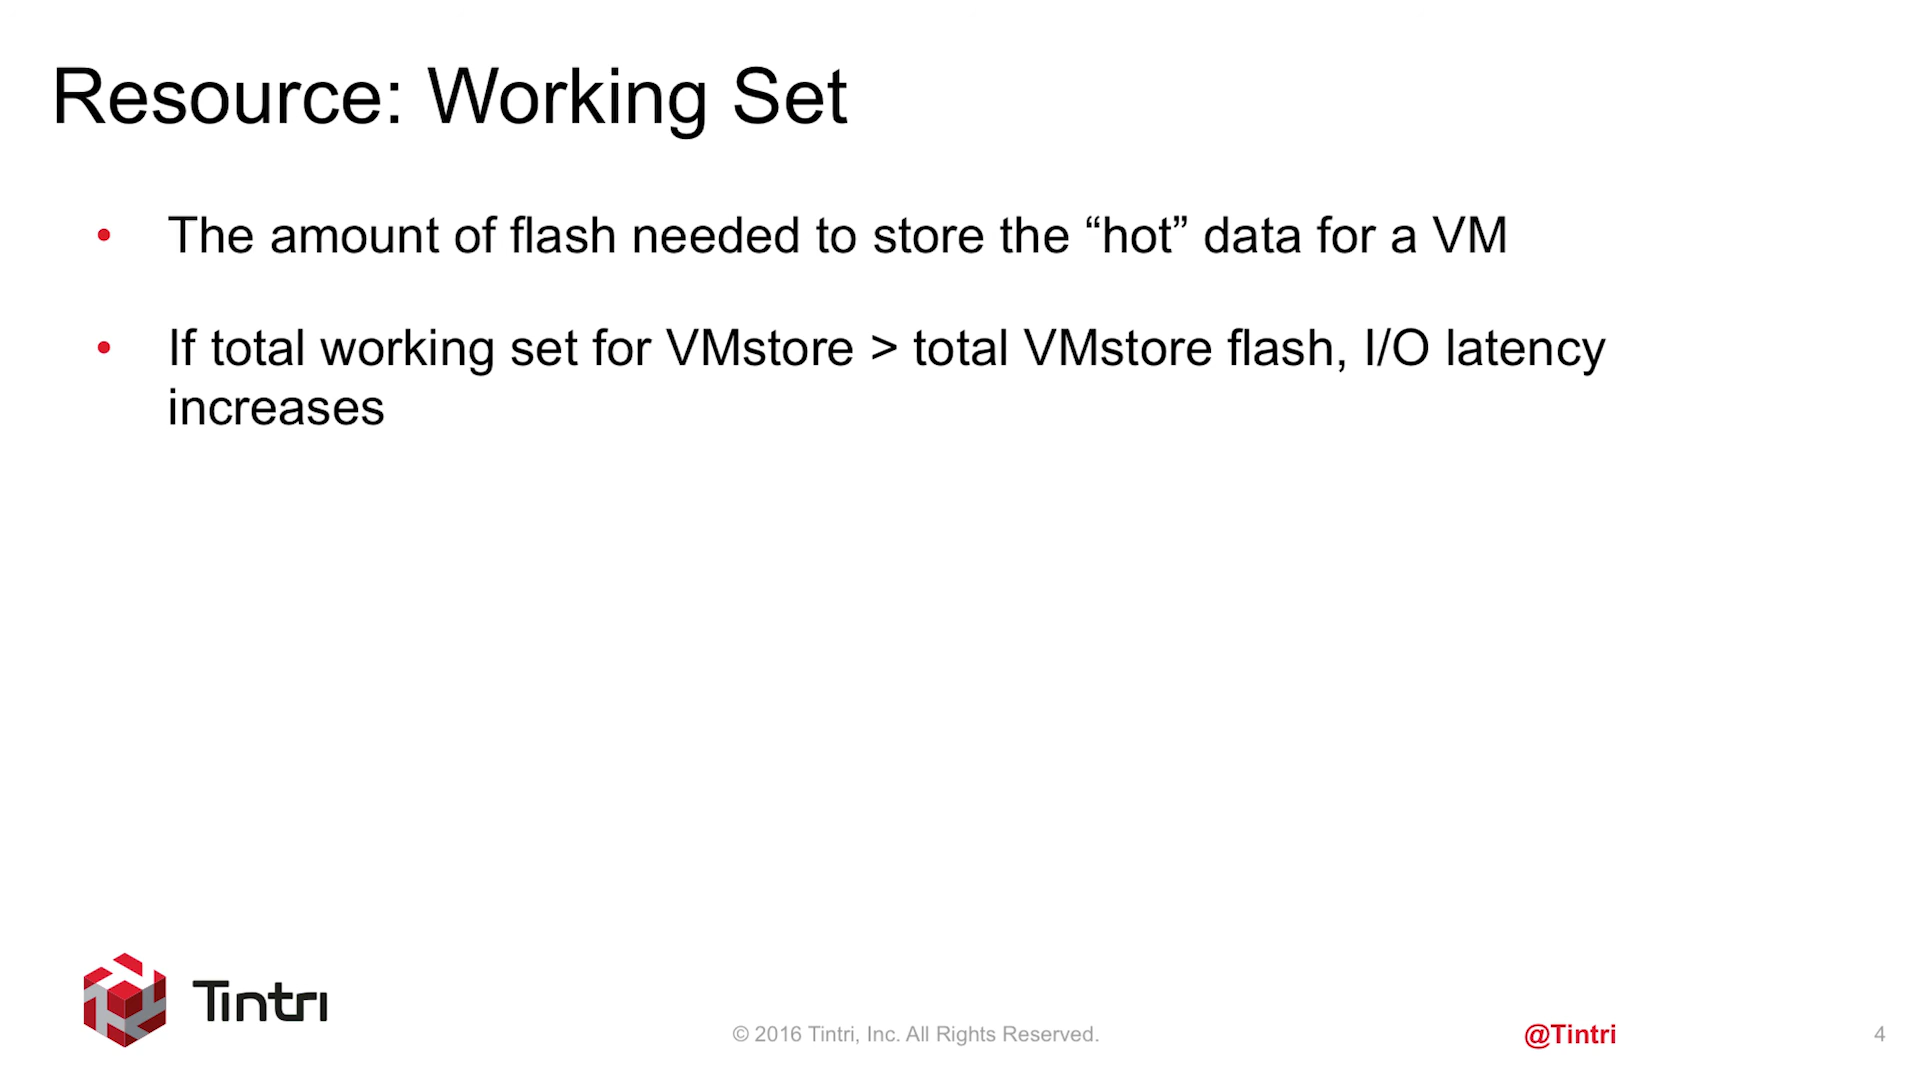 Resource: Working Set
• The amount of flash needed to store the “hot” data for a VM
• If total working set for VMstore > total VMstore flash, I/O latency
increases
Tintri
© 2016 Tintri, Inc. All Rights Reserved.
@Tintri
4